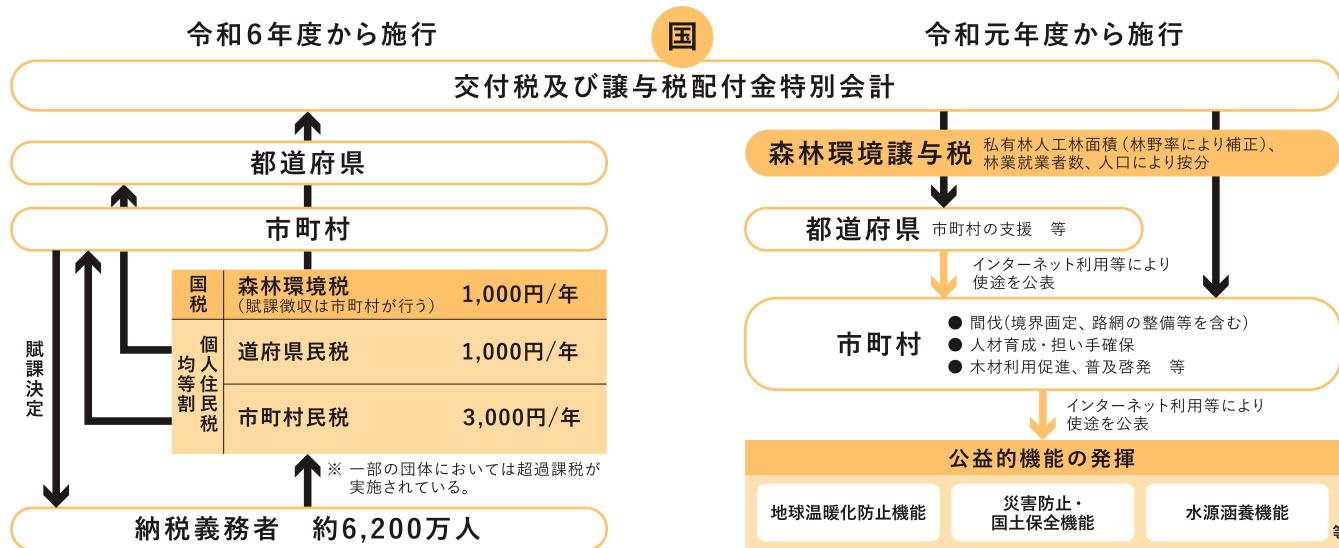 令和6年度から施行
国
令和元年度から施行
交付税及び譲与税配付金特別会計
都道府県
市町村
国税
森林環境税
(賦課徴収は市町村が行う)
1,000円/年
個人住民税
均等割
道府県民税
1,000円/年
市町村民税
3,000円/年
賦課決定
※ 一部の団体においては超過課税が
実施されている。
納税義務者 約6,200万人
森林環境譲与税
私有林人工林面積(林野率により補正)、
林業就業者数、人口により按分
都道府県 市町村の支援 等
インターネット利用等により
使途を公表
市町村
● 間伐(境界画定、路網の整備等を含む)
● 人材育成・担い手確保
● 木材利用促進、普及啓発 等
インターネット利用等により
使途を公表
公益的機能の発揮
地球温暖化防止機能
災害防止・
国土保全機能
水源涵養機能
等